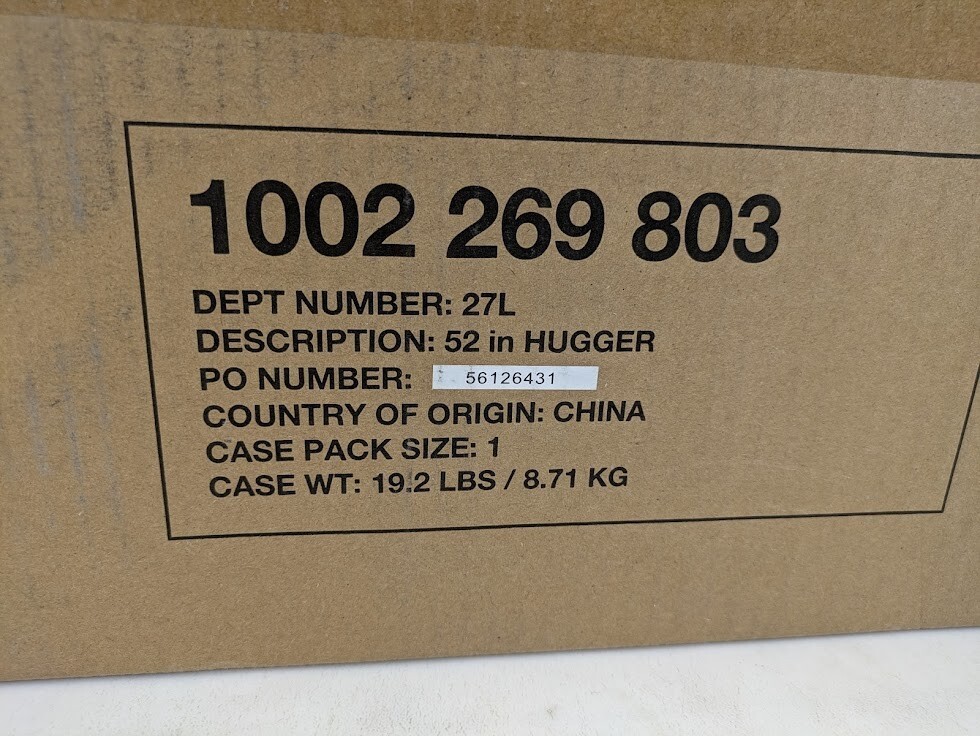 1002 269 803
DEPT NUMBER: 27L
DESCRIPTION: 52 in HUGGER
PO NUMBER: 56126431
COUNTRY OF ORIGIN: CHINA
CASE PACK SIZE: 1
CASE WT: 19.2 LBS / 8.71 KG